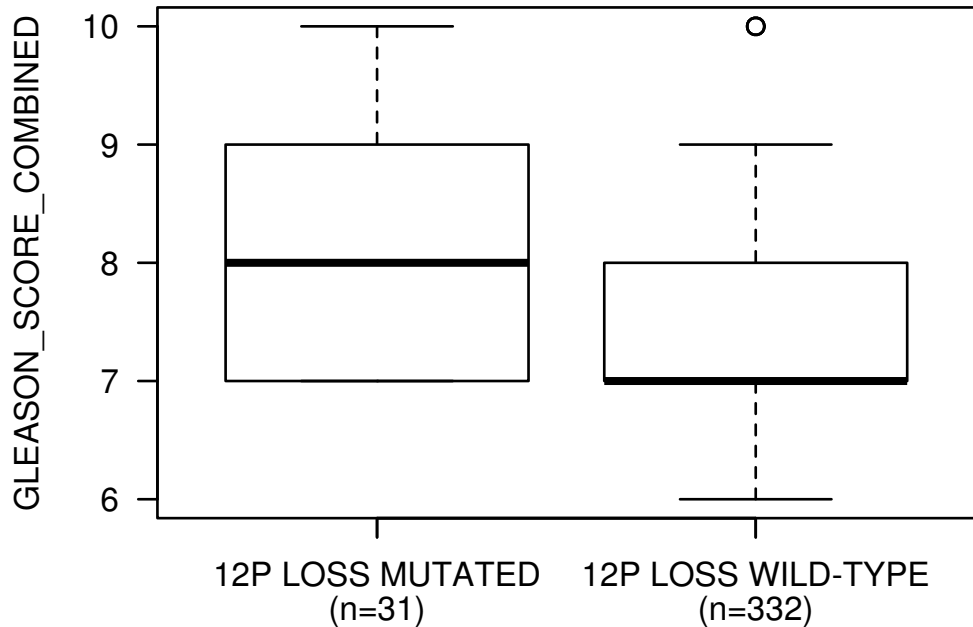 GLEASON_SCORE_COMBINED
10
9
8
7
6
12P LOSS MUTATED
(n=31)
12P LOSS WILD-TYPE
(n=332)